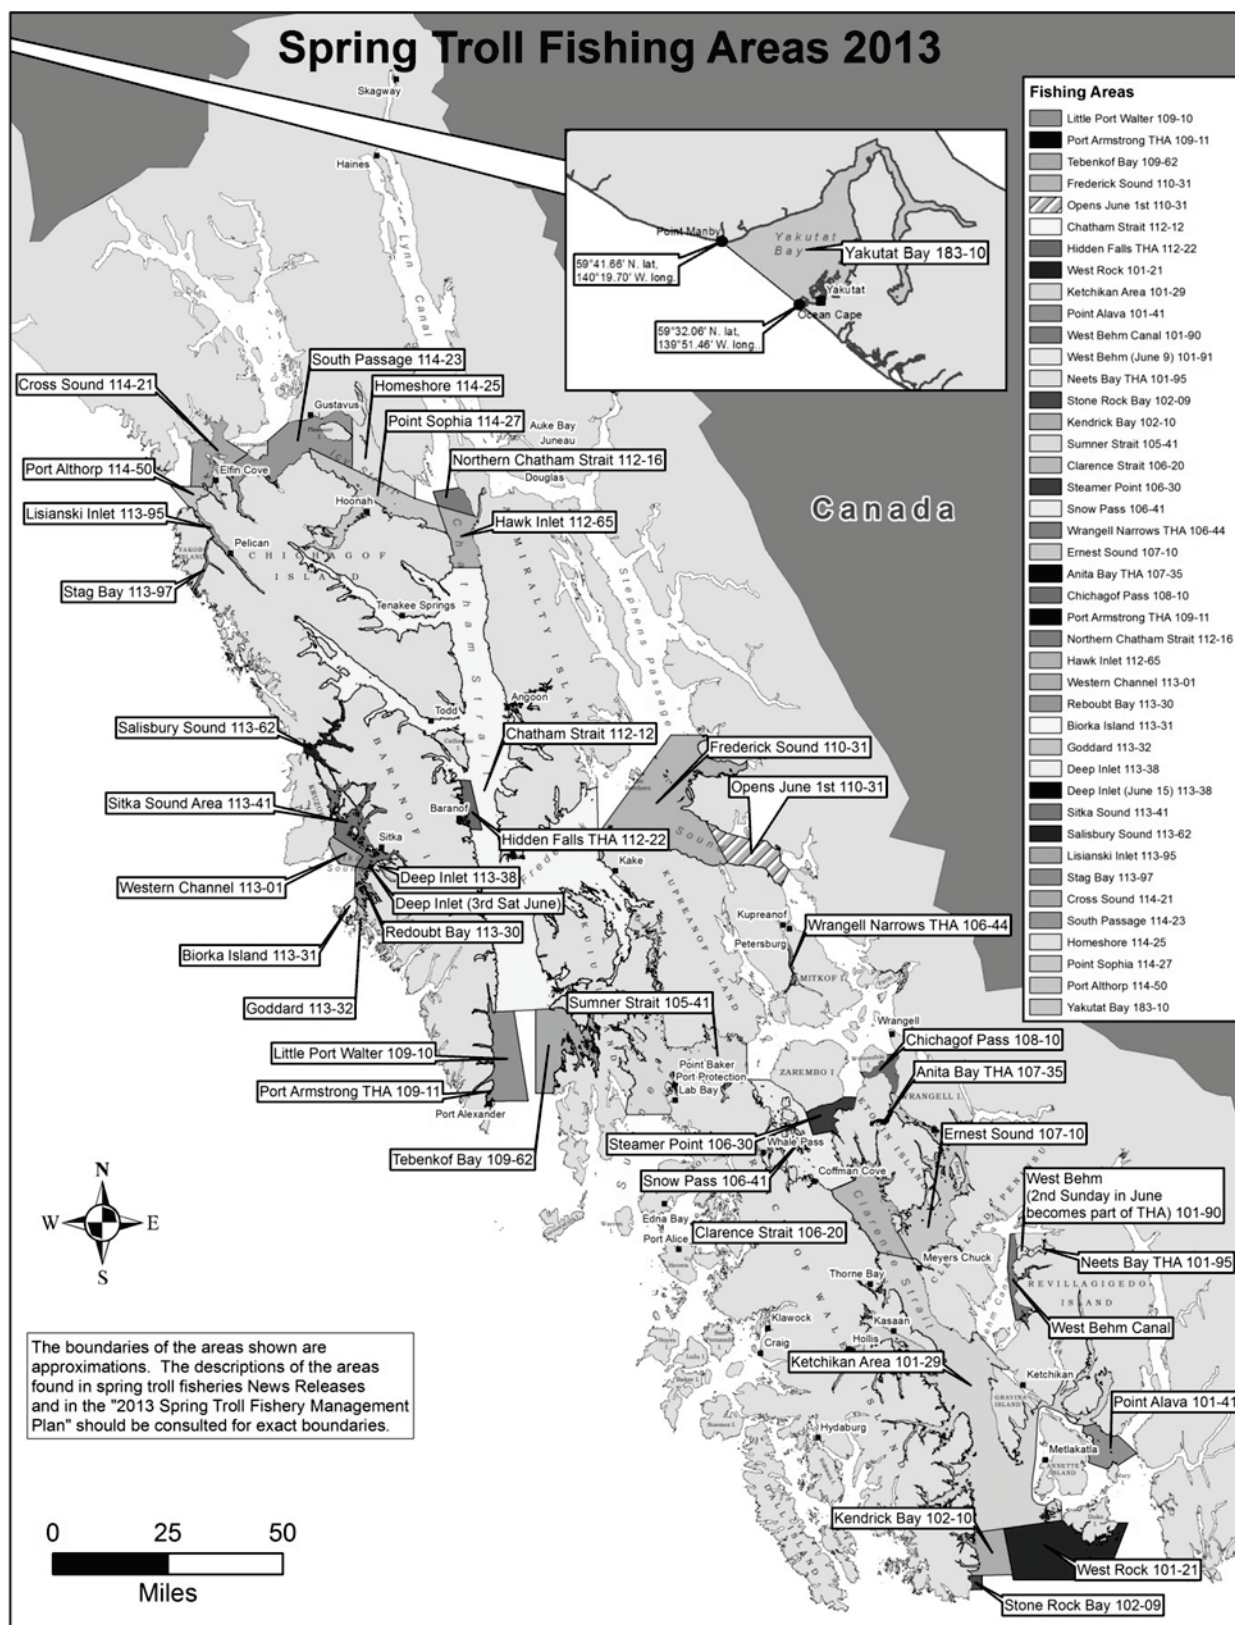 Spring Troll Fishing Areas 2013
Skagway
Haines
Lynn
Canal
Point Manby
Yakutat
Bay
Yakutat Bay 183-10
59°41.66' N. lat,
140°19.70' W. long.
Yakutat
Ocean Cape
59°32.06' N. lat,
139°51.46' W. long.
Fishing Areas
Little Port Walter 109-10
Port Armstrong THA 109-11
Tebenkof Bay 109-62
Frederick Sound 110-31
Opens June 1st 110-31
Chatham Strait 112-12
Hidden Falls THA 112-22
West Rock 101-21
Ketchikan Area 101-29
Point Alava 101-41
West Behm Canal 101-90
West Behm (June 9) 101-91
Neets Bay THA 101-95
Stone Rock Bay 102-09
Kendrick Bay 102-10
Sumner Strait 105-41
Clarence Strait 106-20
Steamer Point 106-30
Snow Pass 106-41
Wrangell Narrows THA 106-44
Ernest Sound 107-10
Anita Bay THA 107-35
Chichagof Pass 108-10
Port Armstrong THA 109-11
Northern Chatham Strait 112-16
Hawk Inlet 112-65
Western Channel 113-01
Reboubt Bay 113-30
Biorka Island 113-31
Goddard 113-32
Deep Inlet 113-38
Deep Inlet (June 15) 113-38
Sitka Sound 113-41
Salisbury Sound 113-62
Lisianski Inlet 113-95
Stag Bay 113-97
Cross Sound 114-21
South Passage 114-23
Homeshore 114-25
Point Sophia 114-27
Port Althorp 114-50
Yakutat Bay 183-10
South Passage 114-23
Cross Sound 114-21
Homeshore 114-25
Gustavus
Point Sophia 114-27
Auke Bay
Juneau
Port Althorp 114-50
Elfin Cove
Northern Chatham Strait 112-16
Douglas
Canada
Lisianski Inlet 113-95
Hoonah
Hawk Inlet 112-65
Pelican
CHICHAGOF
ISLAND
YAKOBI
ISLAND
Stag Bay 113-97
Tenakee Springs
ADMIRALTY ISLAND
Stephens Passage
Chatham Strait
Angoon
Todd
Salisbury Sound 113-62
Chatham Strait 112-12
Frederick Sound 110-31
Opens June 1st 110-31
BARANOF I
Sitka Sound Area 113-41
Baranof
Sitka
Hidden Falls THA 112-22
Kake
Western Channel 113-01
Deep Inlet 113-38
Deep Inlet (3rd Sat June)
Redoubt Bay 113-30
Biorka Island 113-31
KUPREANOF ISLAND
Kupreanof
Petersburg
Wrangell Narrows THA 106-44
MITKOF I.
Goddard 113-32
Sumner Strait 105-41
Wrangell
Chichagof Pass 108-10
Little Port Walter 109-10
Point Baker
Port Protection
Lab Bay
ZAREMBO I
Anita Bay THA 107-35
WRANGELL I.
ETOLIN ISLAND
Port Armstrong THA 109-11
Port Alexander
Steamer Point 106-30
Whale Pass
Ernest Sound 107-10
Tebenkof Bay 109-62
Snow Pass 106-41
Coffman Cove
West Behm
(2nd Sunday in June
becomes part of THA) 101-90
Edna Bay
Port Alice
Clarence Strait 106-20
Clarence Strait
Meyers Chuck
Neets Bay THA 101-95
REVILLAGIGEDO
ISLAND
Thorne Bay
West Behm Canal
Klawock
Craig
Kasaan
Hollis
Ketchikan Area 101-29
Ketchikan
GRAVINA
ISLAND
Point Alava 101-41
Hydaburg
Metlakatla
ANNETTE
ISLAND
Kendrick Bay 102-10
West Rock 101-21
Stone Rock Bay 102-09
N
W
E
S
The boundaries of the areas shown are
approximations. The descriptions of the areas
found in spring troll fisheries News Releases
and in the "2013 Spring Troll Fishery Management
Plan" should be consulted for exact boundaries.
0 25 50
Miles